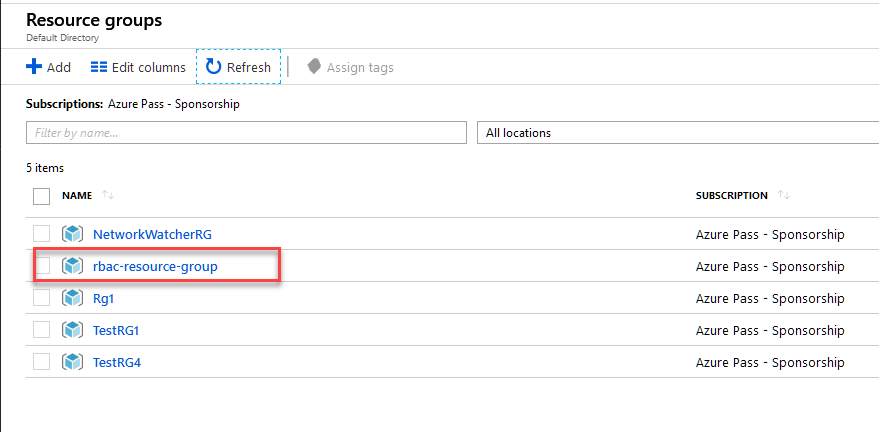 Resource groups
Default Directory
Add Edit columns Refresh Assign tags
Subscriptions: Azure Pass - Sponsorship
Filter by name... All locations
5 items
NAME SUBSCRIPTION
NetworkWatcherRG Azure Pass - Sponsorship
rbac-resource-group Azure Pass - Sponsorship
Rg1 Azure Pass - Sponsorship
TestRG1 Azure Pass - Sponsorship
TestRG4 Azure Pass - Sponsorship